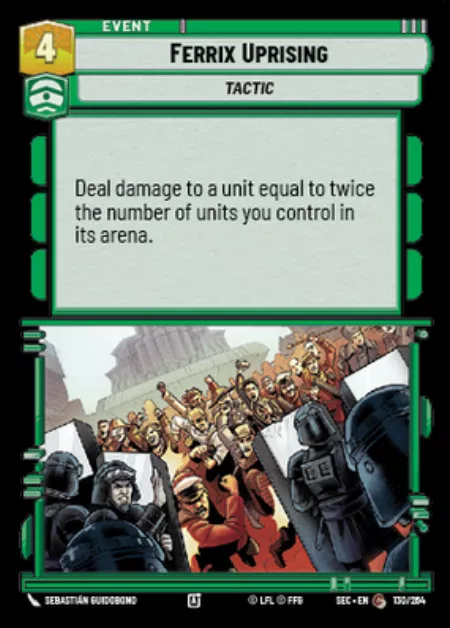 EVENT
4
FERRIX UPRISING
TACTIC
Deal damage to a unit equal to twice
the number of units you control in
its arena.
SEBASTIÁN GUIDOBONO
A
© LFL © FFG
SEC • EN
130/264